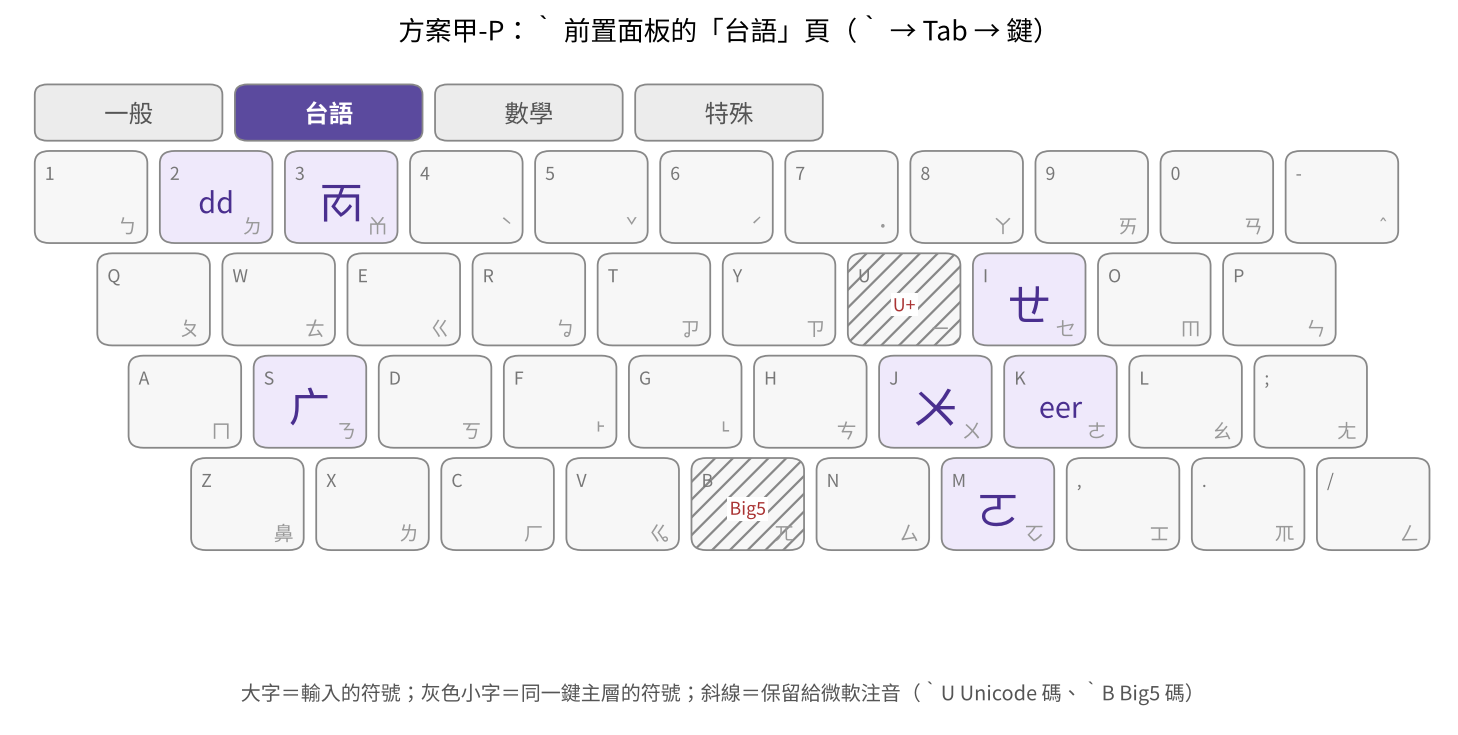 方案甲-P：｀ 前置面板的「台語」頁（｀ → Tab → 鍵）
一般 台語 數學 特殊
1 ㄅ 2 dd ㄉ 3 4 ˋ 5 ˇ 6 ˊ 7 ˙ 8 ㄚ 9 ㄞ 0 ㄢ - ˆ
Q ㄆ W ㄊ E ㄍ R ㆠ T ㆡ Y ㄗ U U+ ㄧ I ㄝ ㆥ O ㆬ P ㄣ
A ㄇ S ㄋ D ㄎ F ㆵ G ㆶ H ㄘ J ㄨ K eer ㄜ L ㄠ ; ㄤ
Z X ㄌ C ㄏ V ㆣ B Big5 N ㄙ M ㄛ ㆦ , ㆲ . ㆰ / ㄥ
大字＝輸入的符號；灰色小字＝同一鍵主層的符號；斜線＝保留給微軟注音（｀U Unicode 碼、｀B Big5 碼）